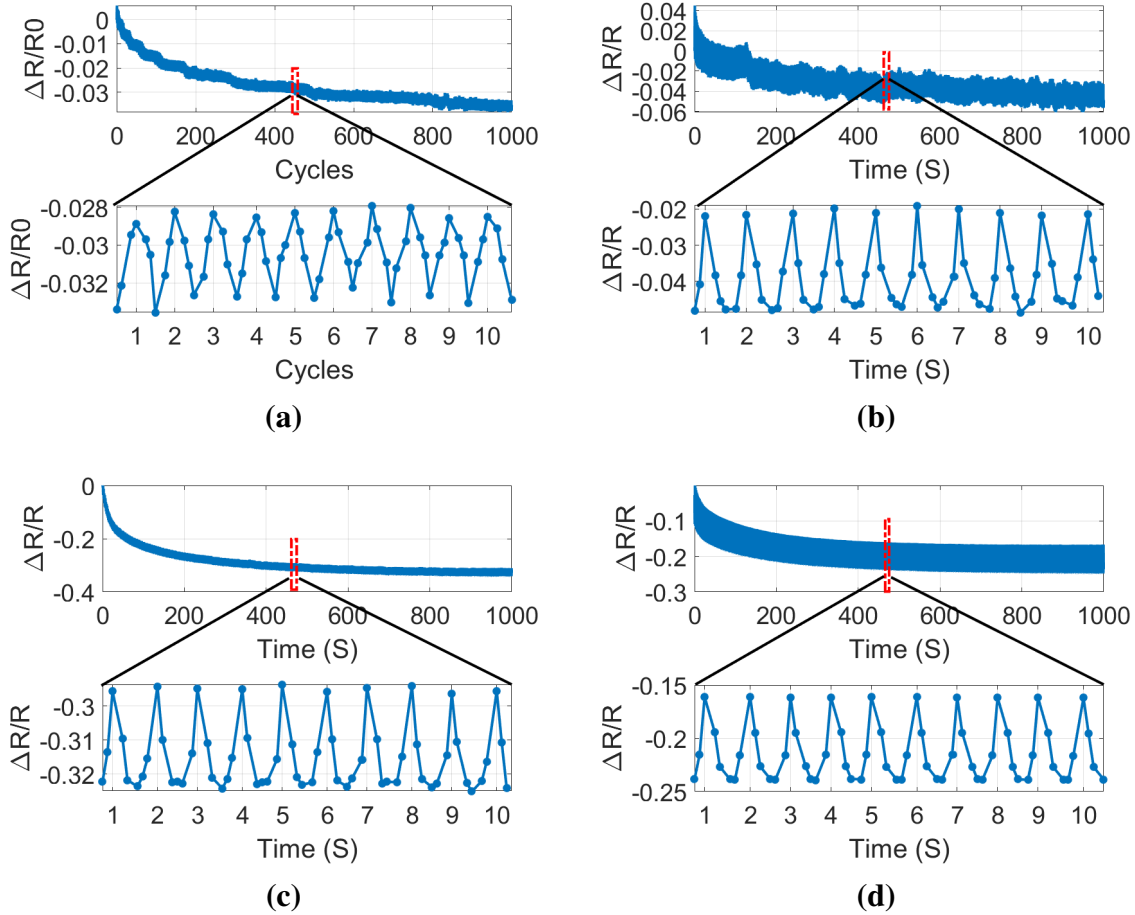 0
-0.01
-0.02
-0.03
ΔR/R0
0 200 400 600 800 1000
Cycles
-0.028
-0.03
-0.032
ΔR/R0
1 2 3 4 5 6 7 8 9 10
Cycles
(a)
0.04
0.02
0
-0.02
-0.04
-0.06
ΔR/R
0 200 400 600 800 1000
Time (S)
-0.02
-0.03
-0.04
ΔR/R
1 2 3 4 5 6 7 8 9 10
Time (S)
(b)
0
-0.2
-0.4
ΔR/R
0 200 400 600 800 1000
Time (S)
-0.3
-0.31
-0.32
ΔR/R
1 2 3 4 5 6 7 8 9 10
Time (S)
(c)
-0.1
-0.2
-0.3
ΔR/R
0 200 400 600 800 1000
Time (S)
-0.15
-0.2
-0.25
ΔR/R
1 2 3 4 5 6 7 8 9 10
Time (S)
(d)